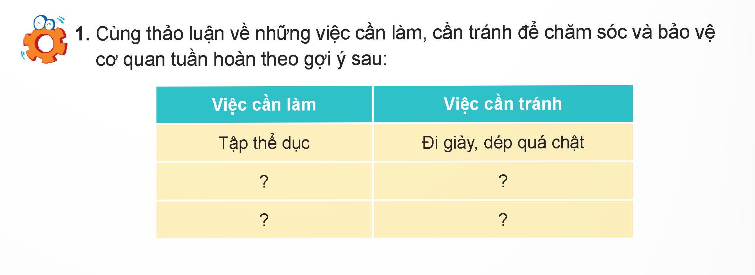 1. Cùng thảo luận về những việc cần làm, cần tránh để chăm sóc và bảo vệ
cơ quan tuần hoàn theo gợi ý sau:
Việc cần làm Việc cần tránh
Tập thể dục Đi giày, dép quá chật
? ?
? ?